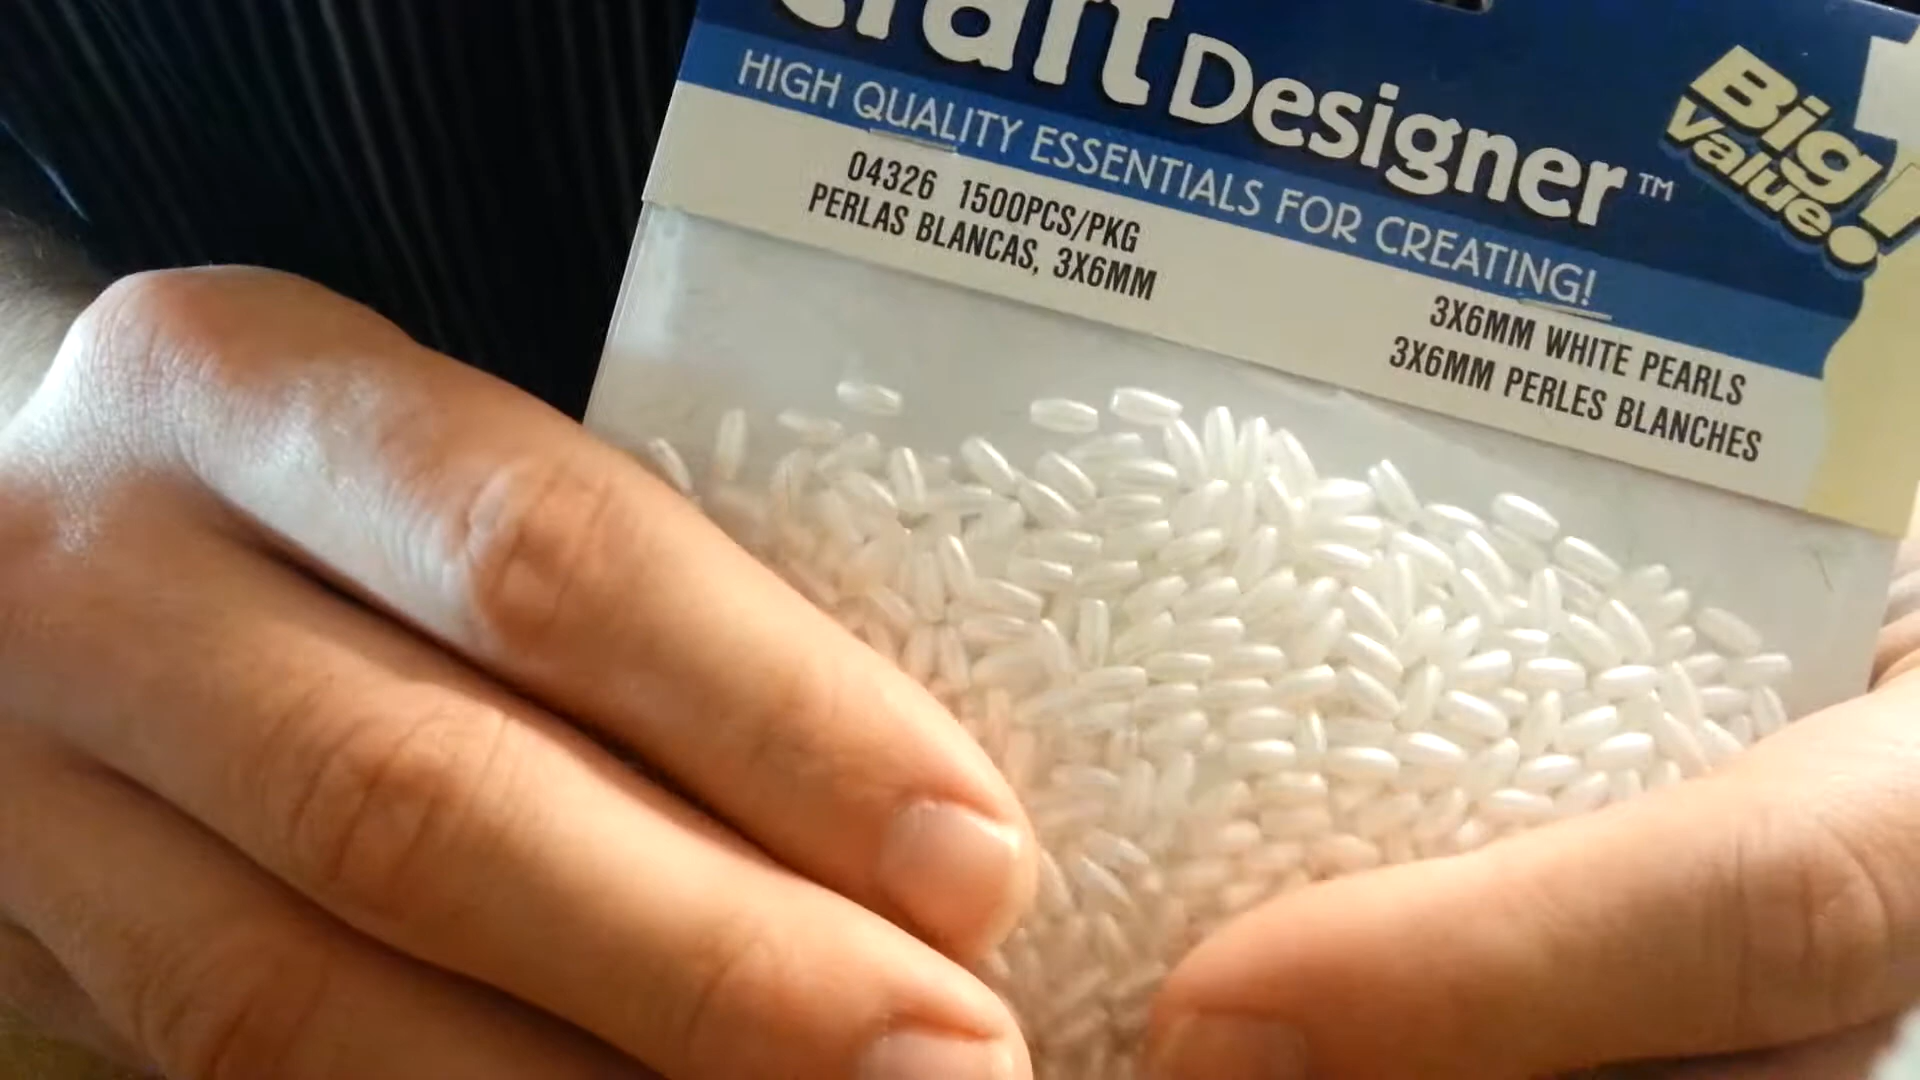 Craft Designer™
HIGH QUALITY ESSENTIALS FOR CREATING!
Big!
Value!
04326 1500PCS/PKG
PERLAS BLANCAS, 3X6MM
3X6MM WHITE PEARLS
3X6MM PERLES BLANCHES